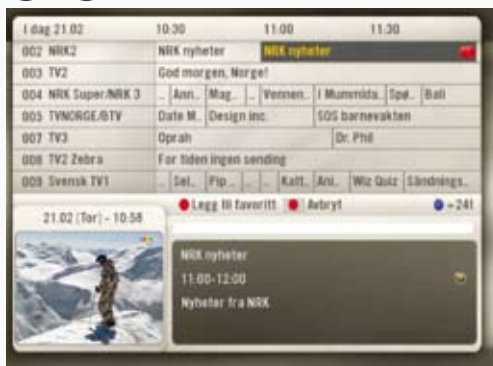 I dag 21.02 10:30 11:00 11:30
002 NRK2 NRK nyheter NRK nyheter
003 TV2 God morgen, Norge!
004 NRK Super/NRK 3 .. Ann.. Mag.. .. Vennen.. I Mummida.. Spø.. Bali
005 TVNORGE/BTV Date M.. Design inc. SOS barnevakten
007 TV3 Oprah Dr. Phil
008 TV2 Zebra For tiden ingen sending
009 Svensk TV1 .. Sel.. Pip .. .. .. Katt.. Ani.. Wiz Quiz Sändnings..
Legg til favoritt Avbryt +24t
21.02 (Tor) - 10:58
NRK nyheter
11:00-12:00
Nyheter fra NRK